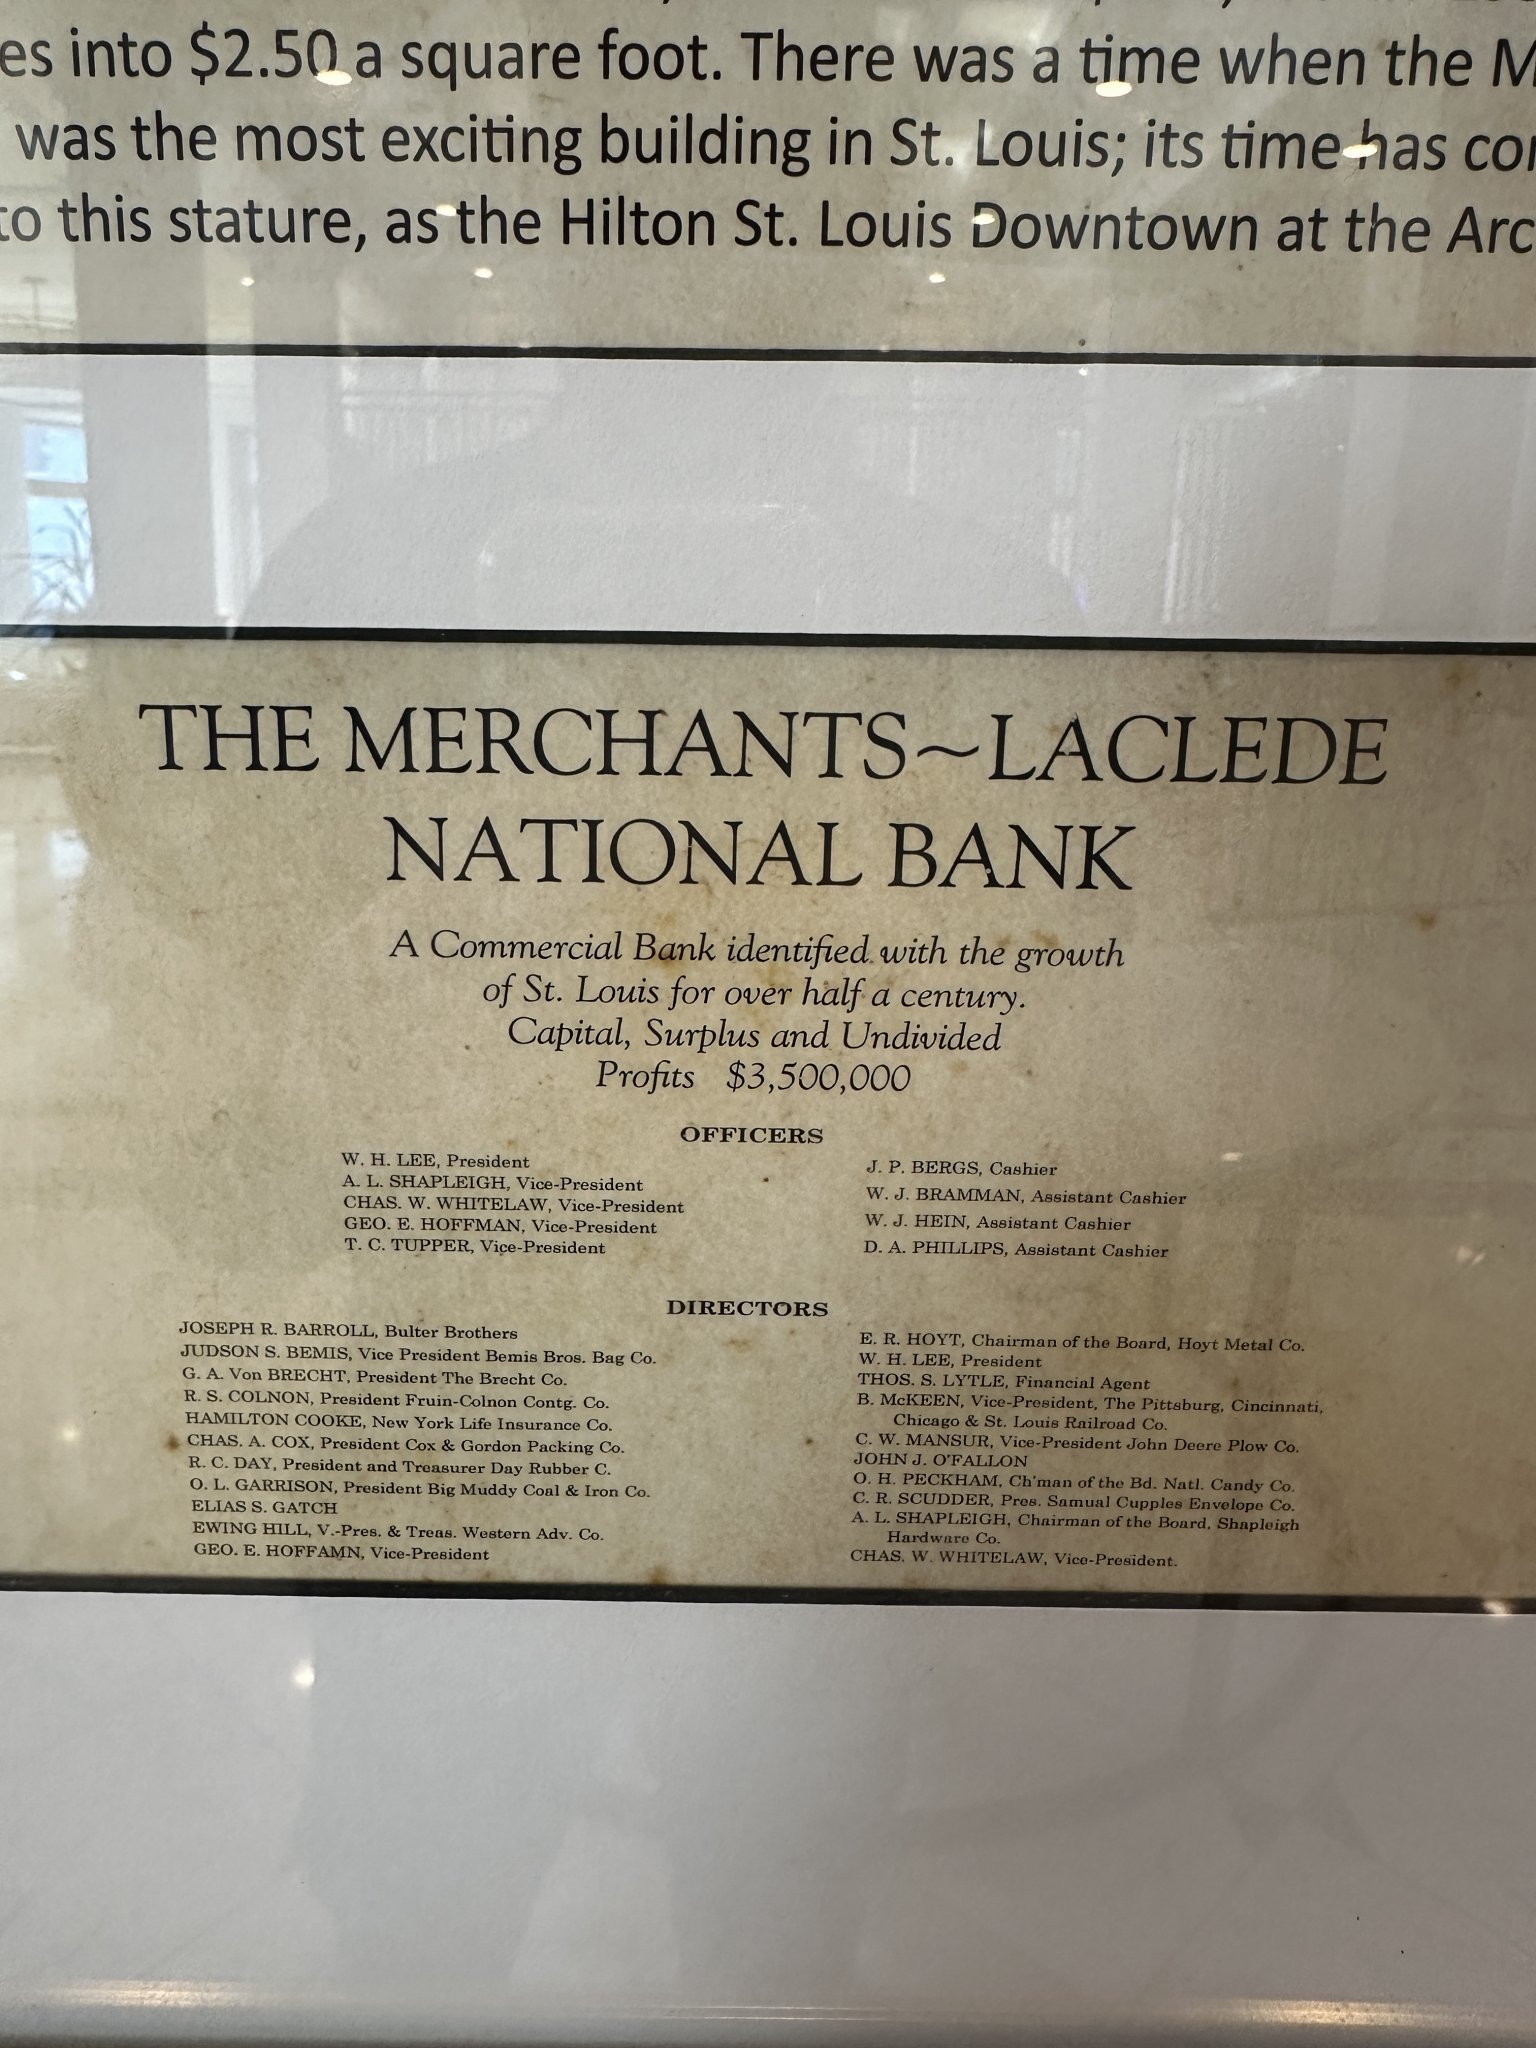 es into $2.50 a square foot. There was a time when the M
was the most exciting building in St. Louis; its time has
to this stature, as the Hilton St. Louis Downtown at the Arc
THE MERCHANTS~LACLEDE
NATIONAL BANK
A Commercial Bank identified with the growth
of St. Louis for over half a century.
Capital, Surplus and Undivided
Profits $3,500,000
OFFICERS
W. H. LEE, President
A. L. SHAPLEIGH, Vice-President
CHAS. W. WHITELAW, Vice-President
GEO. E. HOFFMAN, Vice-President
T. C. TUPPER, Vice-President
J. P. BERGS, Cashier
W. J. BRAMMAN, Assistant Cashier
W. J. HEIN, Assistant Cashier
D. A. PHILLIPS, Assistant Cashier
DIRECTORS
JOSEPH R. BARROLL, Bulter Brothers
JUDSON S. BEMIS, Vice President Bemis Bros. Bag Co.
G. A. Von BRECHT, President The Brecht Co.
R. S. COLNON, President Fruin-Colnon Contg. Co.
HAMILTON COOKE, New York Life Insurance Co.
CHAS. A. COX, President Cox & Gordon Packing Co.
R. C. DAY, President and Treasurer Day Rubber C.
O. L. GARRISON, President Big Muddy Coal & Iron Co.
ELIAS S. GATCH
EWING HILL, V.-Pres. & Treas. Western Adv. Co.
GEO. E. HOFFAMN, Vice-President
E. R. HOYT, Chairman of the Board, Hoyt Metal Co.
W. H. LEE, President
THOS. S. LYTLE, Financial Agent
B. McKEEN, Vice-President, The Pittsburg, Cincinnati,
Chicago & St. Louis Railroad Co.
C. W. MANSUR, Vice-President John Deere Plow Co.
JOHN J. O'FALLON
O. H. PECKHAM, Ch'man of the Bd. Natl. Candy Co.
C. R. SCUDDER, Pres. Samual Cupples Envelope Co.
A. L. SHAPLEIGH, Chairman of the Board, Shapleigh
Hardware Co.
CHAS. W. WHITELAW, Vice-President.